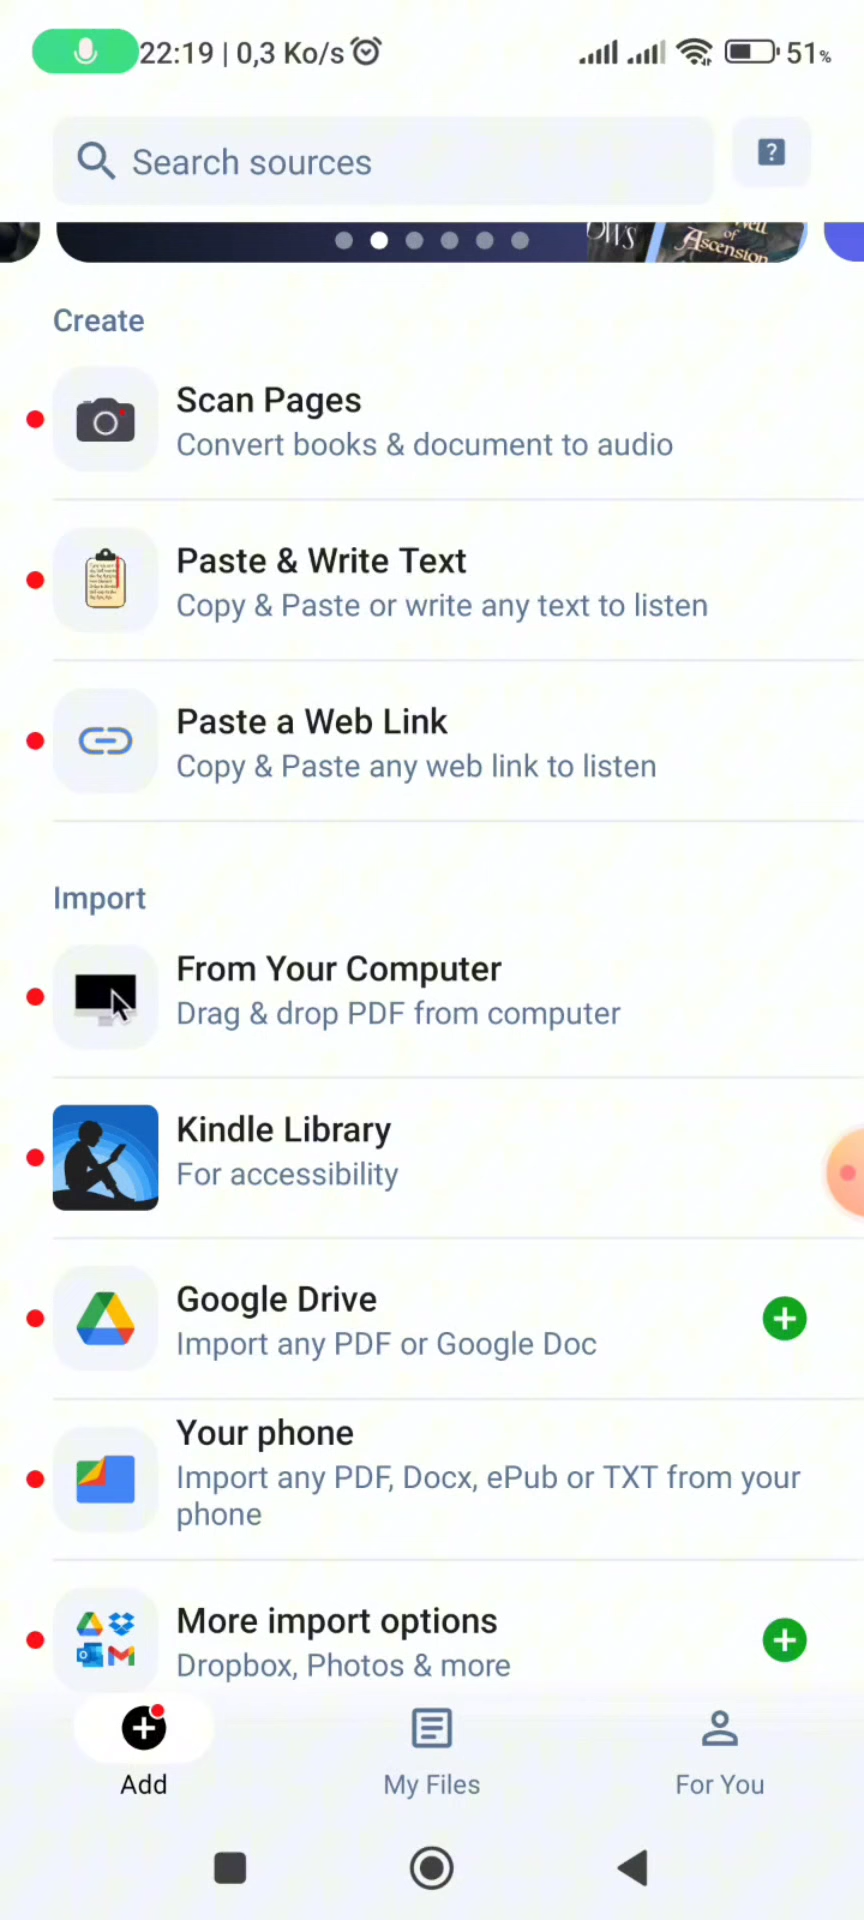 22:19 | 0,3 Ko/s 51%
Search sources
?
of
Ascension
Create
Scan Pages
Convert books & document to audio
Paste & Write Text
Copy & Paste or write any text to listen
Paste a Web Link
Copy & Paste any web link to listen
Import
From Your Computer
Drag & drop PDF from computer
Kindle Library
For accessibility
Google Drive
Import any PDF or Google Doc
Your phone
Import any PDF, Docx, ePub or TXT from your
phone
More import options
Dropbox, Photos & more
Add My Files For You